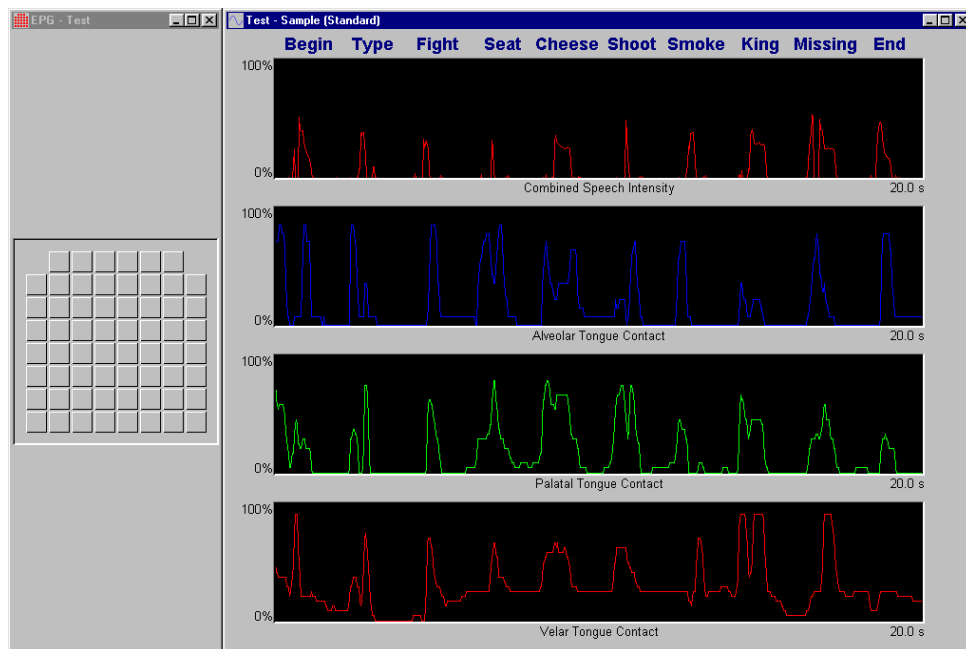 EPG - Test
Test - Sample (Standard)
Begin Type Fight Seat Cheese Shoot Smoke King Missing End
100%
0%
Combined Speech Intensity 20.0 s
100%
0%
Alveolar Tongue Contact 20.0 s
100%
0%
Palatal Tongue Contact 20.0 s
100%
0%
Velar Tongue Contact 20.0 s